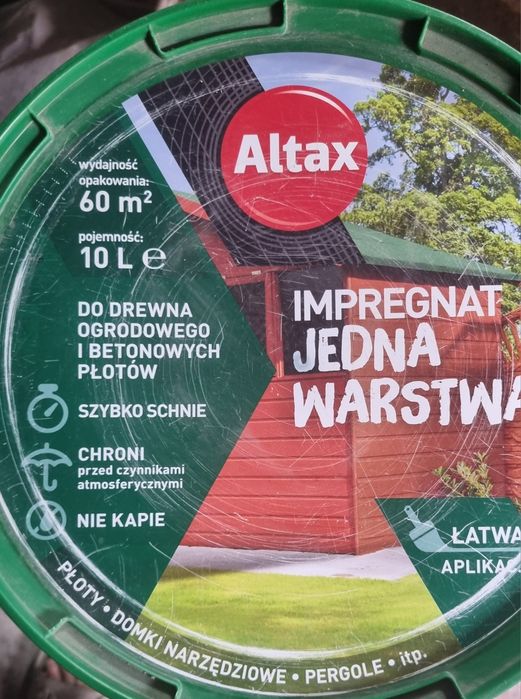 Altax
wydajność
opakowania:
60 m²
pojemność:
10 L ℮
DO DREWNA
OGRODOWEGO
I BETONOWYCH
PŁOTÓW
SZYBKO SCHNIE
CHRONI
przed czynnikami
atmosferycznymi
NIE KAPIE
IMPREGNAT
JEDNA
WARSTWA
ŁATWA
APLIKAC
PŁOTY • DOMKI NARZĘDZIOWE • PERGOLE • itp.